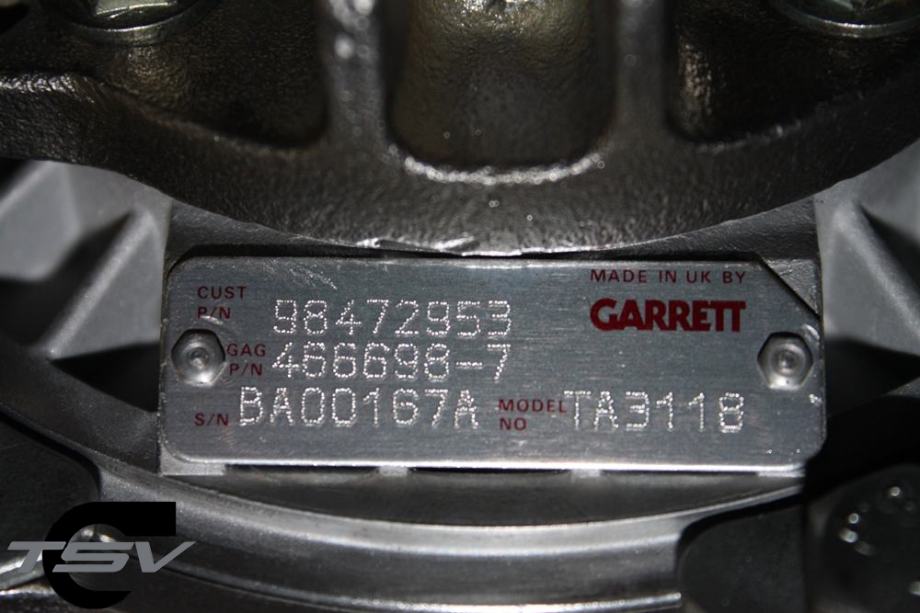 MADE IN UK BY
GARRETT
CUST
P/N 98472953
GAG
P/N 466698-7
S/N BA00167A MODEL
NO TA3118
TSV